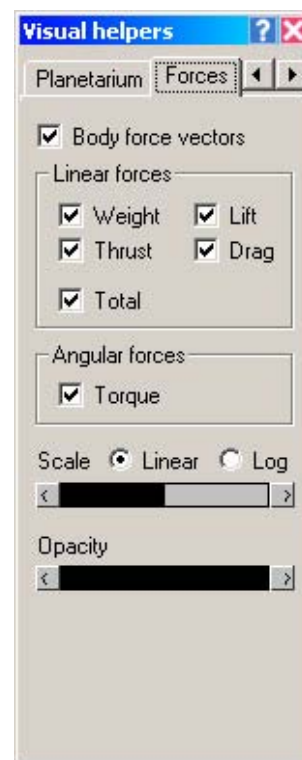 Visual helpers ?
Planetarium Forces
Body force vectors
Linear forces
Weight Lift
Thrust Drag
Total
Angular forces
Torque
Scale Linear Log
Opacity